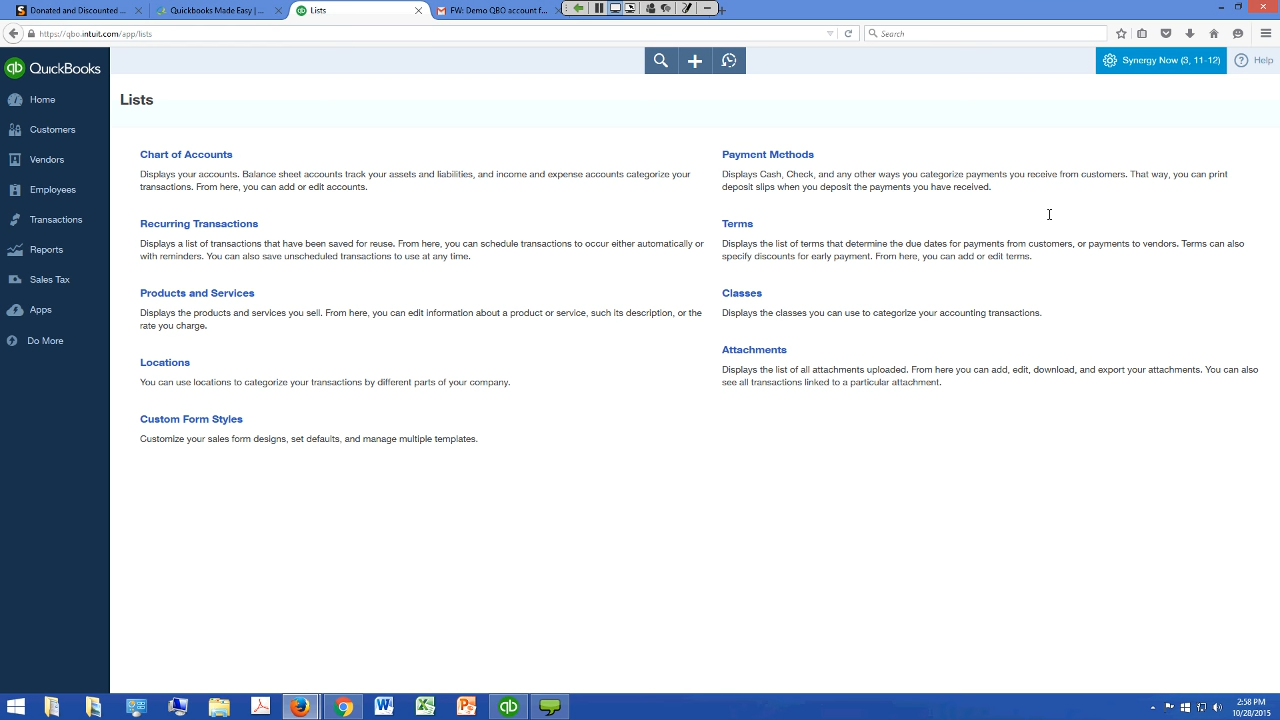 Donated and Discounted ...
Quickbooks Made Easy | ...
Lists
FW: Demo QBO account f...
https://qbo.intuit.com/app/lists
Search
QuickBooks
Synergy Now (3, 11-12)
Help
Home
Customers
Vendors
Employees
Transactions
Reports
Sales Tax
Apps
Do More
Lists
Chart of Accounts
Displays your accounts. Balance sheet accounts track your assets and liabilities, and income and expense accounts categorize your
transactions. From here, you can add or edit accounts.
Recurring Transactions
Displays a list of transactions that have been saved for reuse. From here, you can schedule transactions to occur either automatically or
with reminders. You can also save unscheduled transactions to use at any time.
Products and Services
Displays the products and services you sell. From here, you can edit information about a product or service, such its description, or the
rate you charge.
Locations
You can use locations to categorize your transactions by different parts of your company.
Custom Form Styles
Customize your sales form designs, set defaults, and manage multiple templates.
Payment Methods
Displays Cash, Check, and any other ways you categorize payments you receive from customers. That way, you can print
deposit slips when you deposit the payments you have received.
Terms
Displays the list of terms that determine the due dates for payments from customers, or payments to vendors. Terms can also
specify discounts for early payment. From here, you can add or edit terms.
Classes
Displays the classes you can use to categorize your accounting transactions.
Attachments
Displays the list of all attachments uploaded. From here you can add, edit, download, and export your attachments. You can also
see all transactions linked to a particular attachment.
2:58 PM
10/28/2015